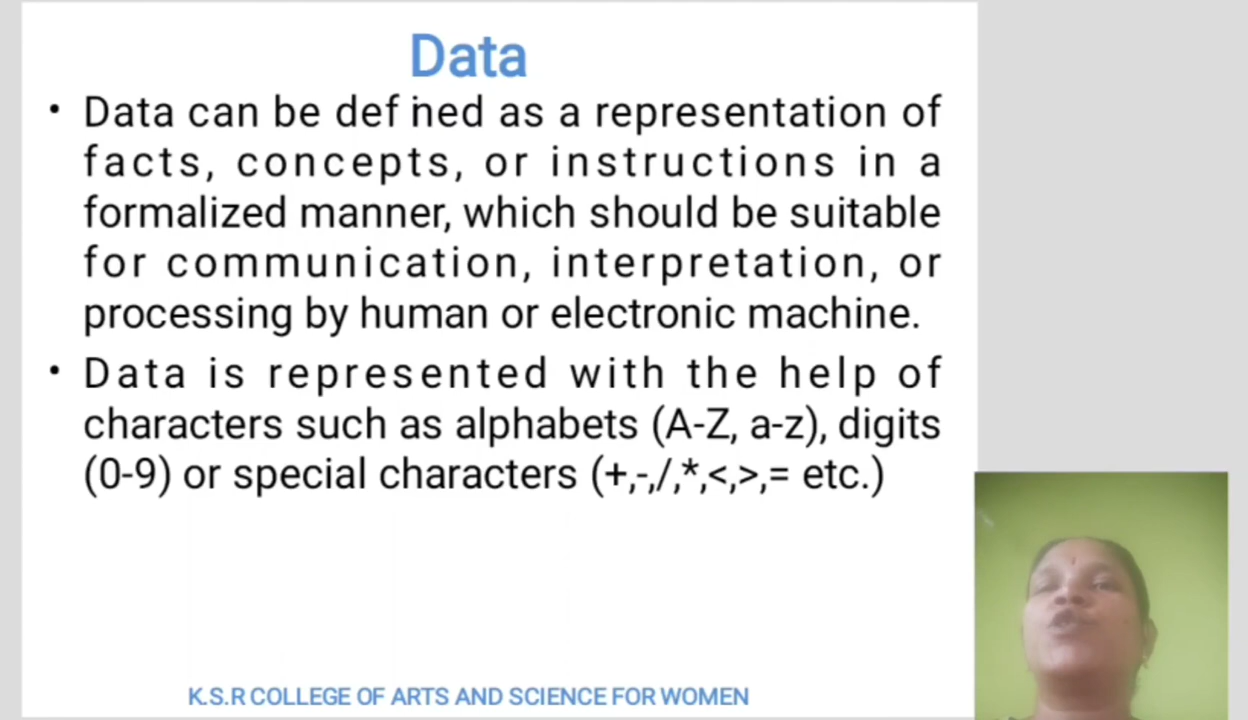 Data
• Data can be defined as a representation of
facts, concepts, or instructions in a
formalized manner, which should be suitable
for communication, interpretation, or
processing by human or electronic machine.
• Data is represented with the help of
characters such as alphabets (A-Z, a-z), digits
(0-9) or special characters (+,-,/,*,<,>,= etc.)
K.S.R COLLEGE OF ARTS AND SCIENCE FOR WOMEN